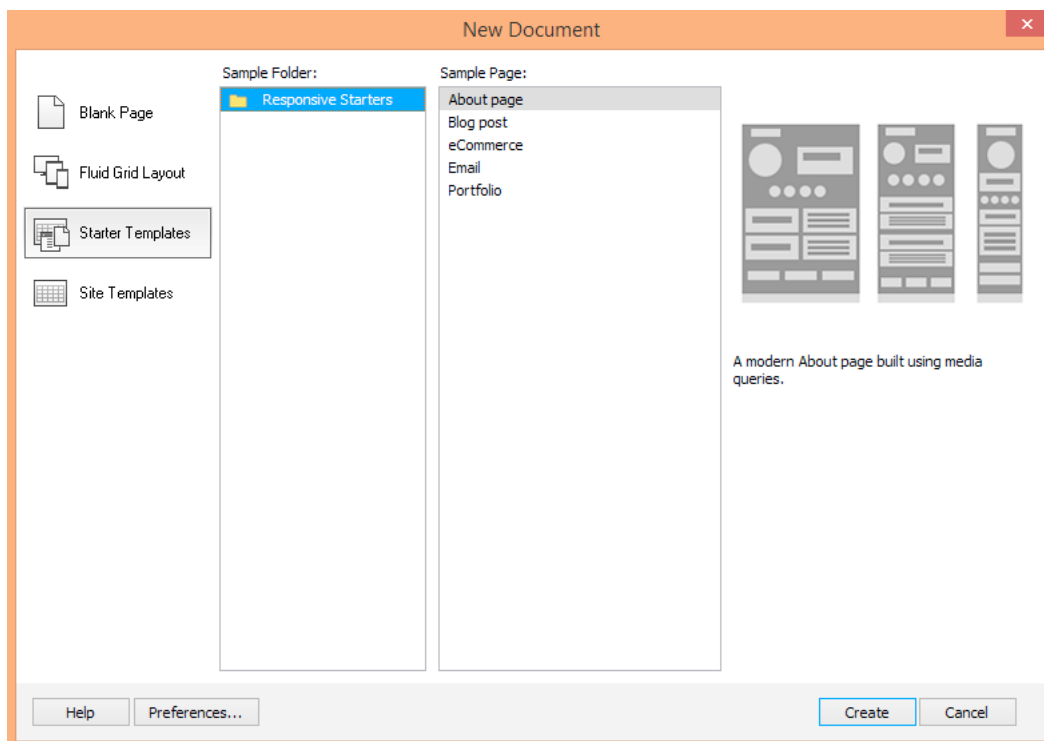 New Document
Blank Page
Fluid Grid Layout
Starter Templates
Site Templates
Sample Folder:
Responsive Starters
Sample Page:
About page
Blog post
eCommerce
Email
Portfolio
A modern About page built using media
queries.
Help
Preferences...
Create
Cancel